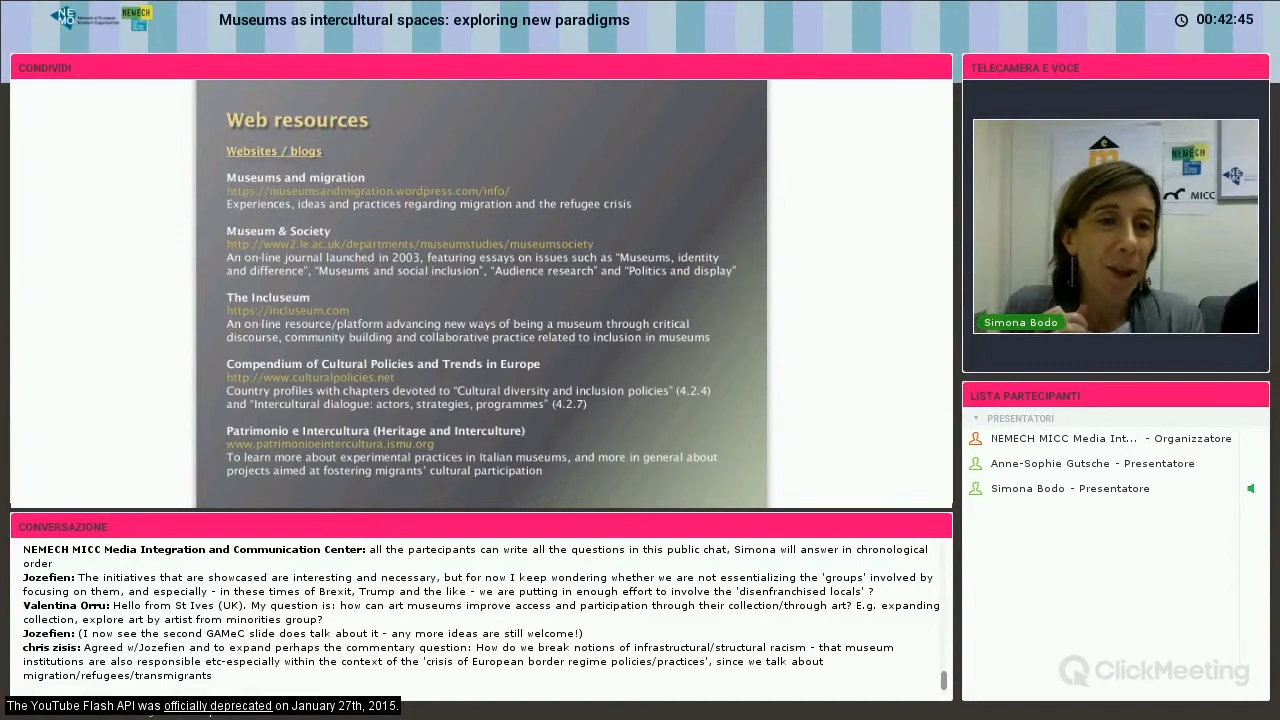 NEMO
NEMECH
Museums as intercultural spaces: exploring new paradigms
00:42:45
CONDIVIDI
Web resources
Websites / blogs
Museums and migration
https://museumsandmigration.wordpress.com/info/
Experiences, ideas and practices regarding migration and the refugee crisis
Museum & Society
http://www2.le.ac.uk/departments/museumstudies/museumsociety
An on-line journal launched in 2003, featuring essays on issues such as “Museums, identity
and difference”, “Museums and social inclusion”, “Audience research” and “Politics and display”
The Incluseum
https://incluseum.com
An on-line resource/platform advancing new ways of being a museum through critical
discourse, community building and collaborative practice related to inclusion in museums
Compendium of Cultural Policies and Trends in Europe
http://www.culturalpolicies.net
Country profiles with chapters devoted to “Cultural diversity and inclusion policies” (4.2.4)
and “Intercultural dialogue: actors, strategies, programmes” (4.2.7)
Patrimonio e Intercultura (Heritage and Interculture)
www.patrimonioeintercultura.ismu.org
To learn more about experimental practices in Italian museums, and more in general about
projects aimed at fostering migrants’ cultural participation
TELECAMERA E VOCE
NEMECH
MICC
Simona Bodo
LISTA PARTECIPANTI
PRESENTATORI
NEMECH MICC Media Int... - Organizzatore
Anne-Sophie Gutsche - Presentatore
Simona Bodo - Presentatore
CONVERSAZIONE
NEMECH MICC Media Integration and Communication Center: all the partecipants can write all the questions in this public chat, Simona will answer in chronological
order
Jozefien: The initiatives that are showcased are interesting and necessary, but for now I keep wondering whether we are not essentializing the 'groups' involved by
focusing on them, and especially - in these times of Brexit, Trump and the like - we are putting in enough effort to involve the 'disenfranchised locals' ?
Valentina Orru: Hello from St Ives (UK). My question is: how can art museums improve access and participation through their collection/through art? E.g. expanding
collection, explore art by artist from minorities group?
Jozefien: (I now see the second GAMeC slide does talk about it - any more ideas are still welcome!)
chris zisis: Agreed w/Jozefien and to expand perhaps the commentary question: How do we break notions of infrastructural/structural racism - that museum
institutions are also responsible etc-especially within the context of the 'crisis of European border regime policies/practices', since we talk about
migration/refugees/transmigrants
ClickMeeting
The YouTube Flash API was officially deprecated on January 27th, 2015.